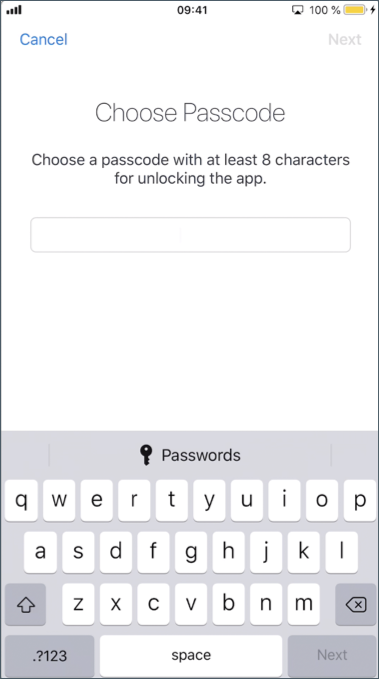 09:41 100 %
Cancel Next
Choose Passcode
Choose a passcode with at least 8 characters
for unlocking the app.
Passwords
q w e r t y u i o p
a s d f g h j k l
z x c v b n m
.?123 space Next